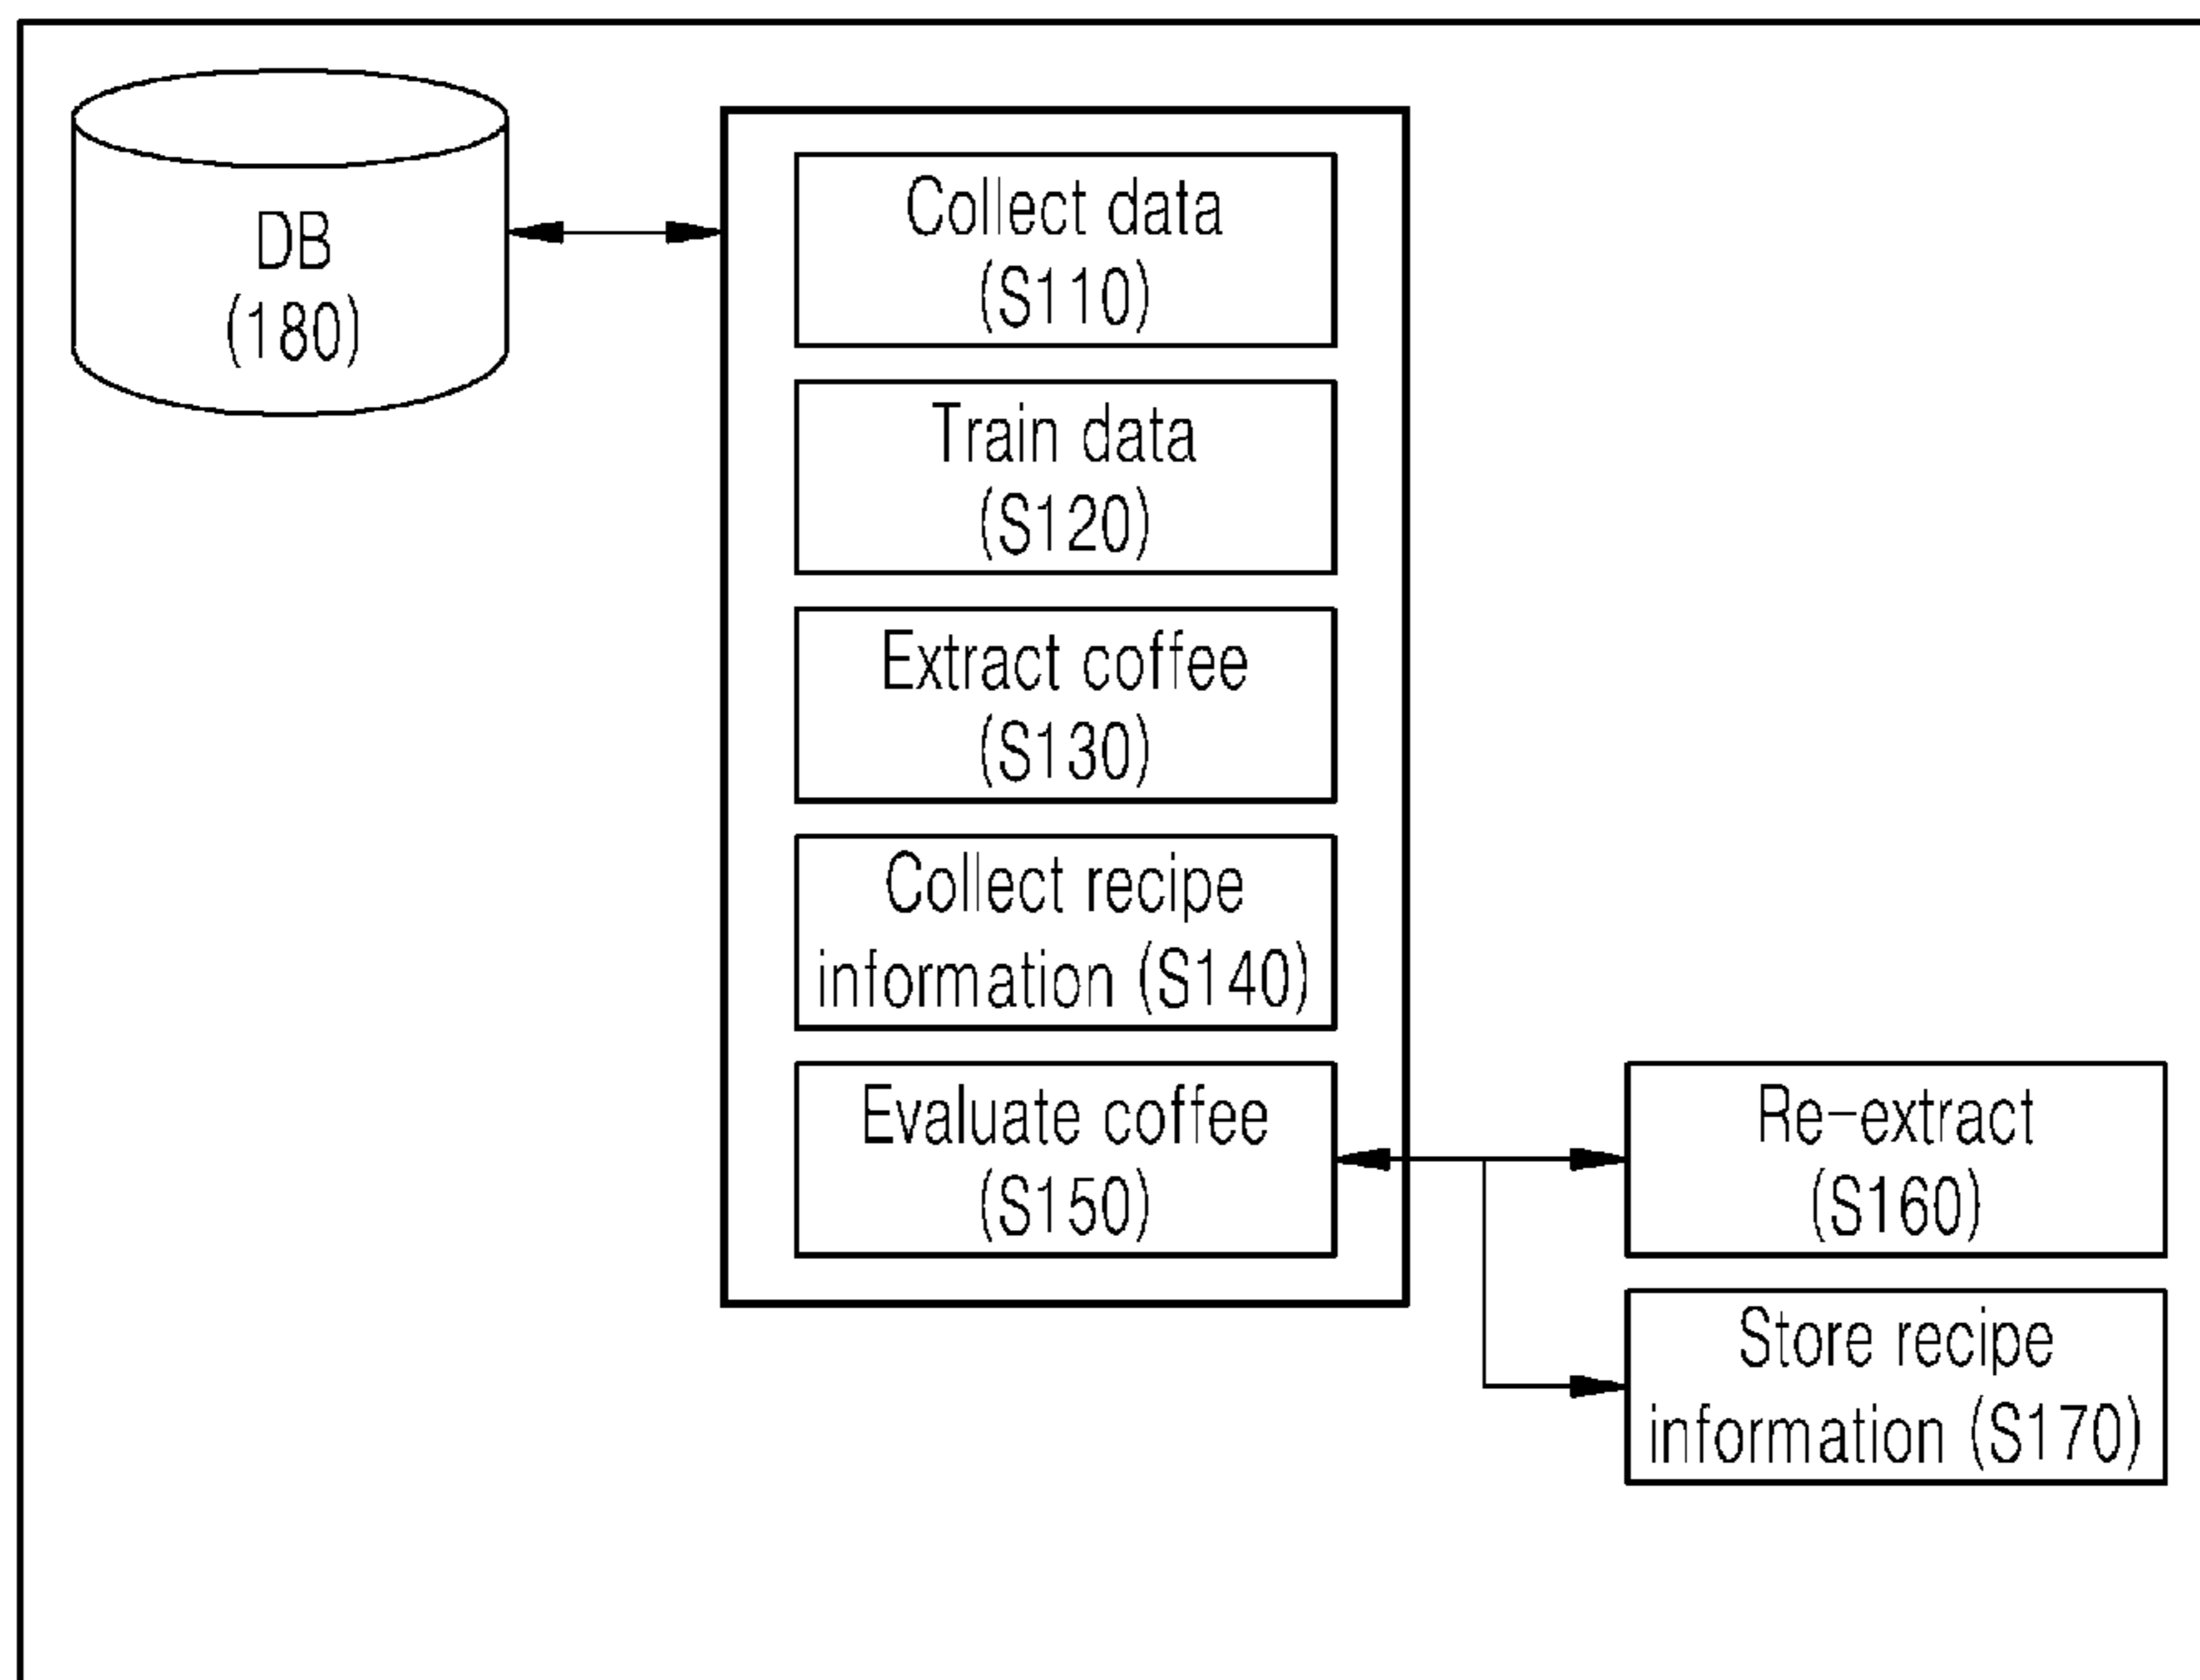 DB
(180)
Collect data
(S110)
Train data
(S120)
Extract coffee
(S130)
Collect recipe
information (S140)
Evaluate coffee
(S150)
Re-extract
(S160)
Store recipe
information (S170)